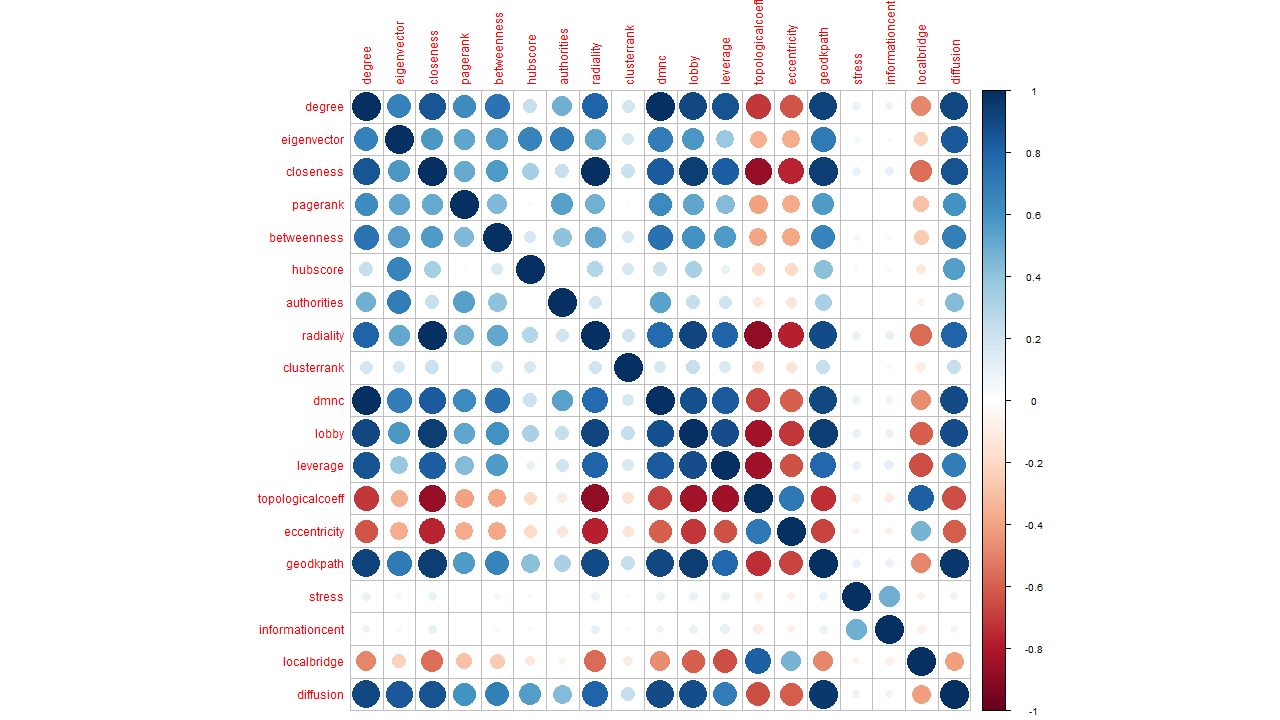 degree
eigenvector
closeness
pagerank
betweenness
hubscore
authorities
radiality
clusterrank
dmnc
lobby
leverage
topologicalcoeff
eccentricity
geodkpath
stress
informationcent
localbridge
diffusion
degree
eigenvector
closeness
pagerank
betweenness
hubscore
authorities
radiality
clusterrank
dmnc
lobby
leverage
topologicalcoeff
eccentricity
geodkpath
stress
informationcent
localbridge
diffusion
1
0.8
0.6
0.4
0.2
0
-0.2
-0.4
-0.6
-0.8
-1